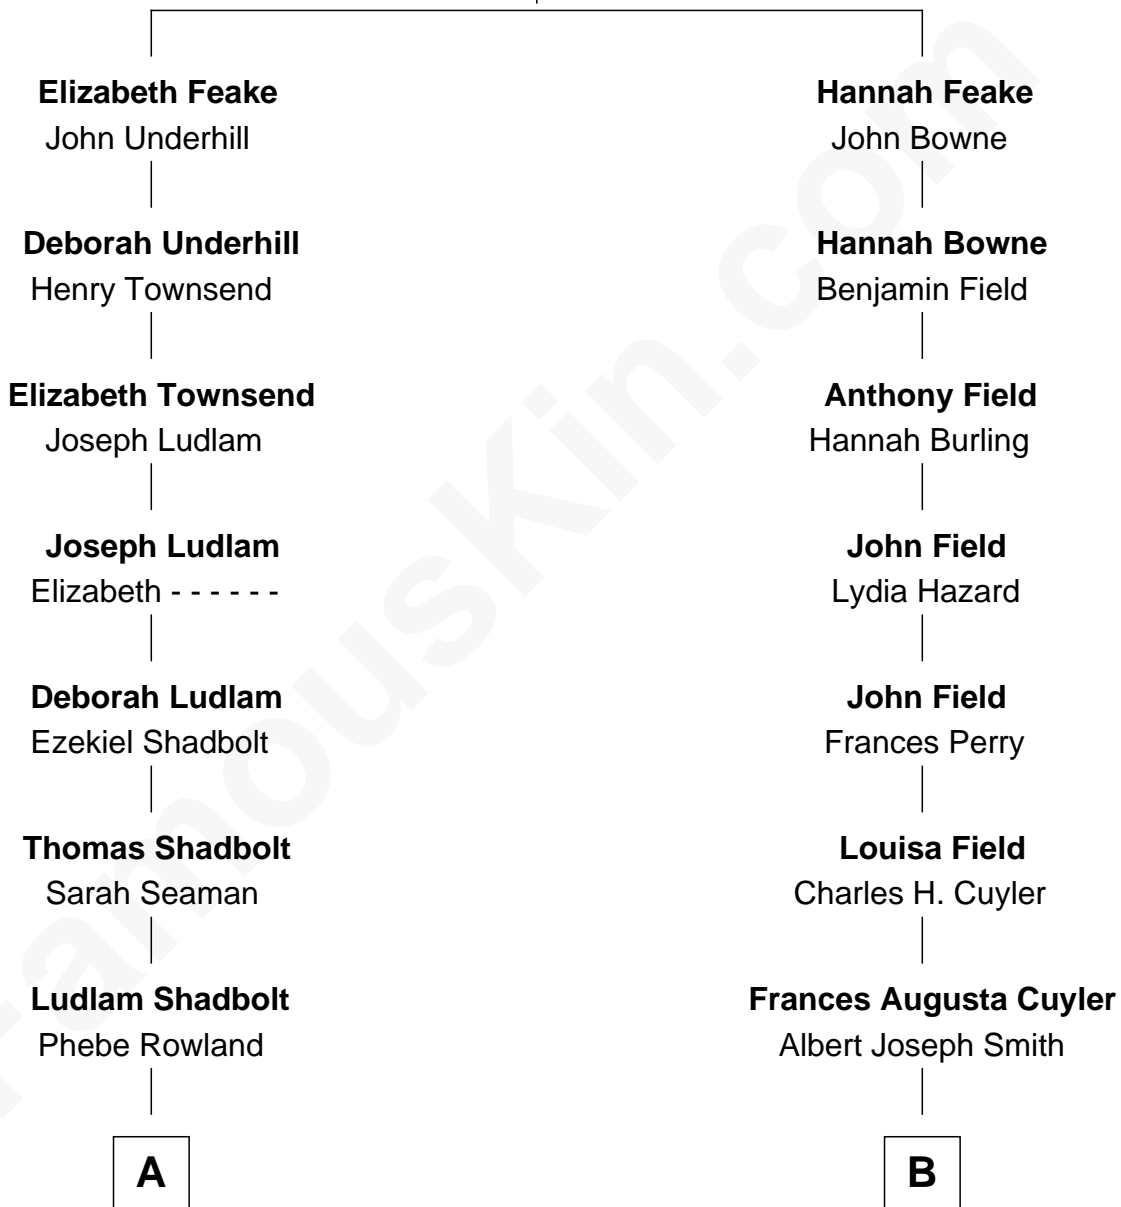 Elizabeth Feake
John Underhill
Deborah Underhill
Henry Townsend
Elizabeth Townsend
Joseph Ludlam
Joseph Ludlam
Elizabeth - - - - - -
Deborah Ludlam
Ezekiel Shadbolt
Thomas Shadbolt
Sarah Seaman
Ludlam Shadbolt
Phebe Rowland
A
Hannah Feake
John Bowne
Hannah Bowne
Benjamin Field
Anthony Field
Hannah Burling
John Field
Lydia Hazard
John Field
Frances Perry
Louisa Field
Charles H. Cuyler
Frances Augusta Cuyler
Albert Joseph Smith
B
FamousKin.com